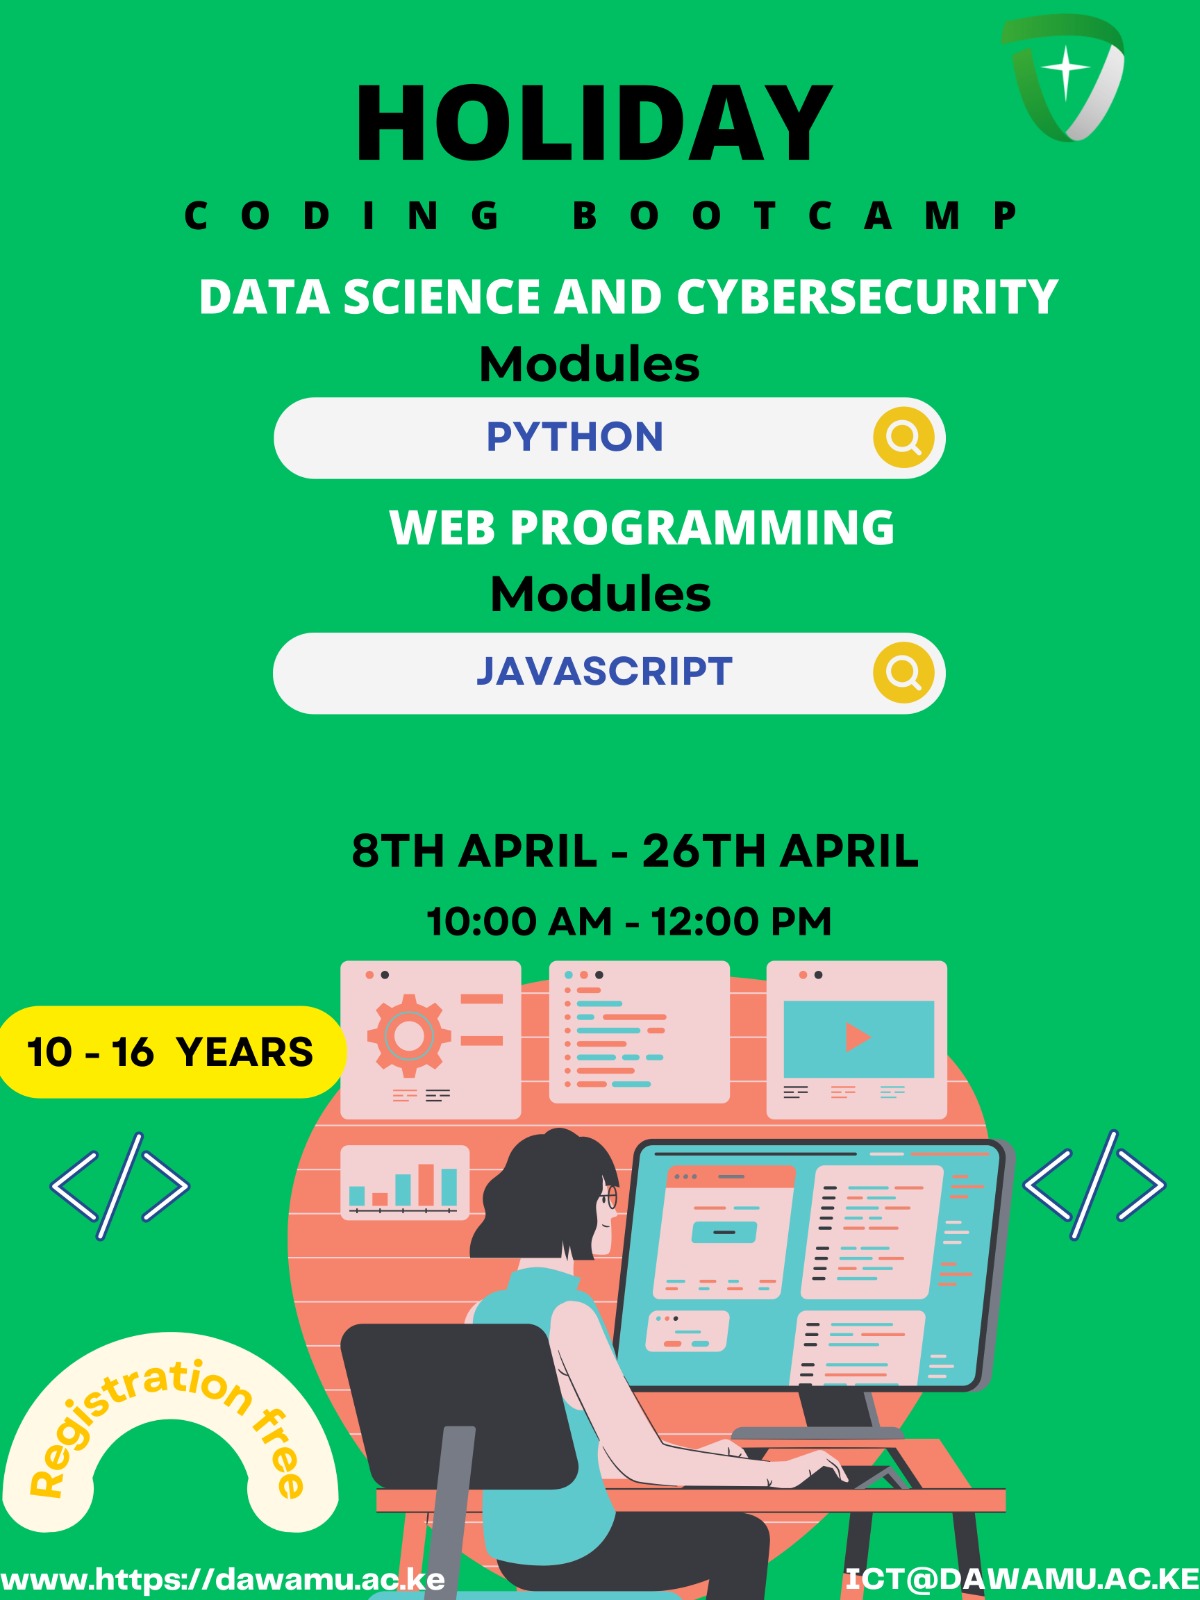 HOLIDAY
CODING BOOTCAMP
DATA SCIENCE AND CYBERSECURITY
Modules
PYTHON
WEB PROGRAMMING
Modules
JAVASCRIPT
8TH APRIL - 26TH APRIL
10:00 AM - 12:00 PM
10 - 16 YEARS
Registration free
www.https://dawamu.ac.ke
ICT@DAWAMU.AC.KE